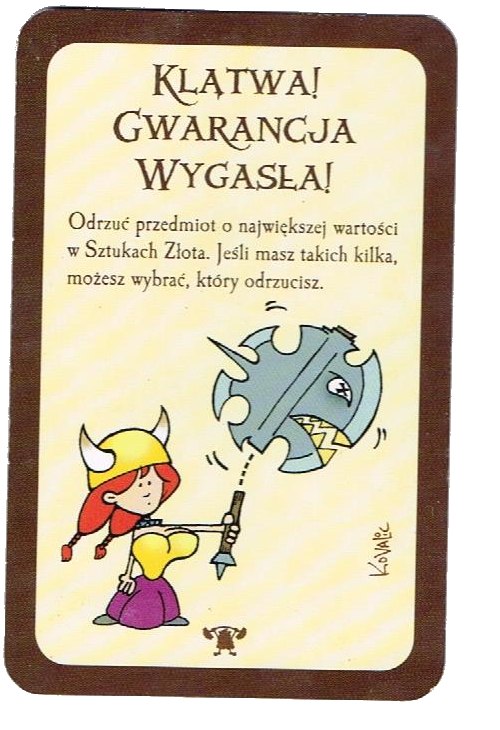 KLĄTWA!
GWARANCJA
WYGASŁA!
Odrzuć przedmiot o największej wartości
w Sztukach Złota. Jeśli masz takich kilka,
możesz wybrać, który odrzucisz.
KOVALIC